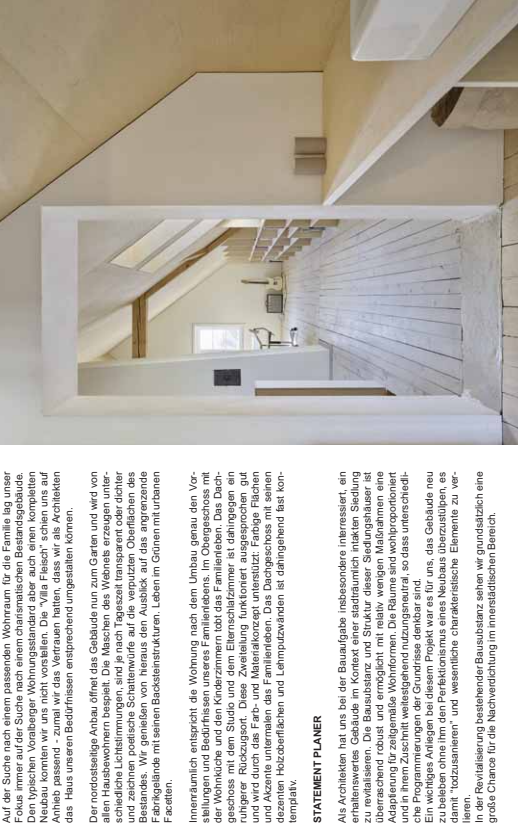 Auf der Suche nach einem passenden Wohnraum für die Familie lag unser
Fokus immer auf der Suche nach einem charismatischen Bestandsgebäude.
Den typischen Voralberger Wohnungsstandard aber auch einen kompletten
Neubau konnten wir uns nicht vorstellen. Die "Villa Fleisch" schien uns auf
Anhieb passend - zumal wir das Vertrauen hatten, dass wir als Architekten
das "Haus unseren Bedürfnissen entsprechend umgestalten können.
Der nordostseitige Anbau öffnet das Gebäude nun zum Garten und wird von
allen Hausbewohnern bespielt. Die Maschen des Webnets erzeugen unter-
schiedliche Lichtstimmungen, sind je nach Tageszeit transparent oder dichter
und zeichnen poetische Schattenwürfe auf die verputzten Oberflächen des
Bestandes. Wir genießen von hieraus den Ausblick auf das angrenzende
Fabrikgelände mit seinen Backsteinstrukturen. Leben im Grünen mit urbanen
Facetten.
Innenräumlich entspricht die Wohnung nach dem Umbau genau den Vor-
stellungen und Bedürfnissen unseres Familienlebens. Im Obergeschoss mit
der Wohnküche und den Kinderzimmern tobt das Familienleben. Das Dach-
geschoss mit dem Studio und dem Elternschlafzimmer ist dahingegen ein
ruhigerer Rückzugsort. Diese Zweiteilung funktioniert ausgesprochen gut
und wird durch das Farb- und Materialkonzept unterstützt: Farbige Flächen
und Akzente untermalen das Familienleben. Das Dachgeschoss mit seinen
dezenten Holzoberflächen und Lehmputzwänden ist dahingehend fast kon-
templativ.
STATEMENT PLANER
Als Architekten hat uns bei der Bauaufgabe insbesondere interressiert, ein
erhaltenswertes Gebäude im Kontext einer stadträumlich intakten Siedlung
zu revitalisieren. Die Bausubstanz und Struktur dieser Siedlungshäuser ist
überraschend robust und ermöglicht mit relativ wenigen Maßnahmen eine
Adaptierung für zeitgemäße Wohnformen. Die Räume sind wohlproportioniert
und in ihrem Zuschnitt weitestgehend nutzungsneutral, so dass unterschiedli-
che Programmierungen der Grundrisse denkbar sind.
Ein wichtiges Anliegen bei diesem Projekt war es für uns, das Gebäude neu
zu beleben ohne ihm den Perfektionismus eines Neubaus überzustülpen, es
damit "todzusanieren" und wesentliche charakteristische Elemente zu ver-
lieren.
In der Revitalisierung bestehender Bausubstanz sehen wir grundsätzlich eine
große Chance für die Nachverdichtung im innerstädtischen Bereich.